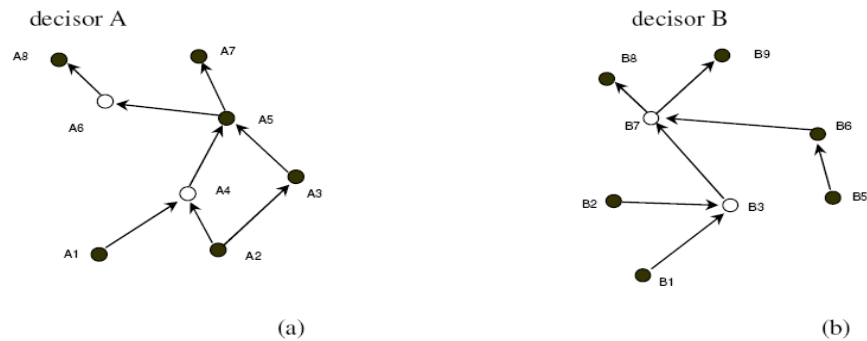 decisor A
A8
A7
A6
A5
A4
A3
A1
A2
(a)
decisor B
B8
B9
B7
B6
B2
B3
B5
B1
(b)